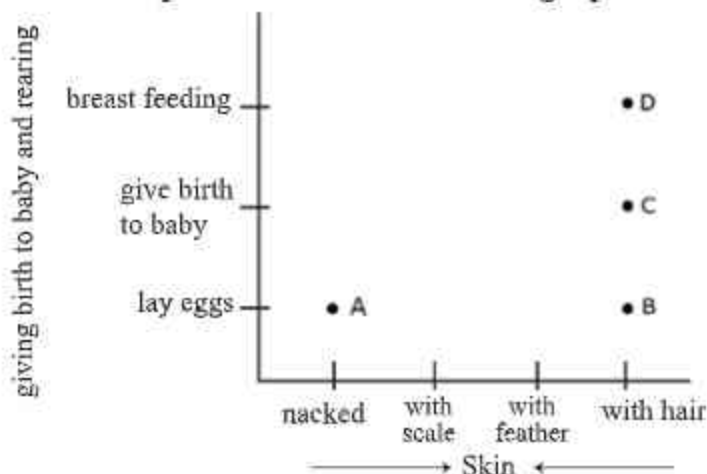 giving birth to baby and rearing
breast feeding
D
give birth
to baby
C
lay eggs
A
B
nacked
with
scale
with
feather
with hair
Skin